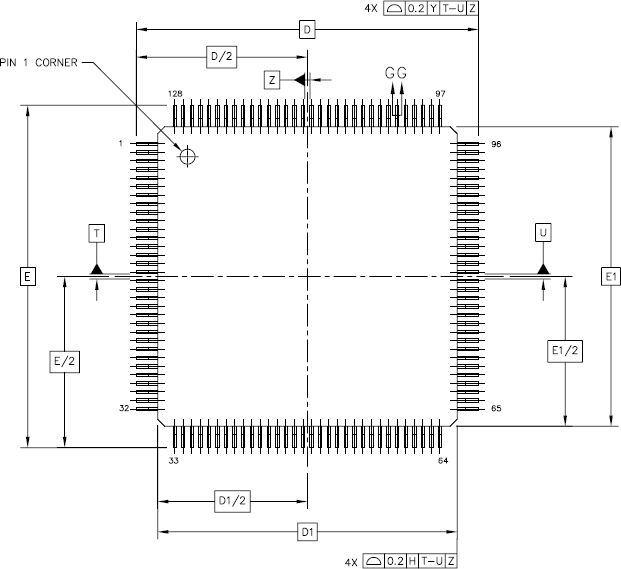 4X ⌓ 0.2 Y T-U Z
D
D/2
PIN 1 CORNER
Z
GG
128
97
1
96
T
U
E
E1
E/2
E1/2
32
65
33
64
D1/2
D1
4X ⌓ 0.2 H T-U Z